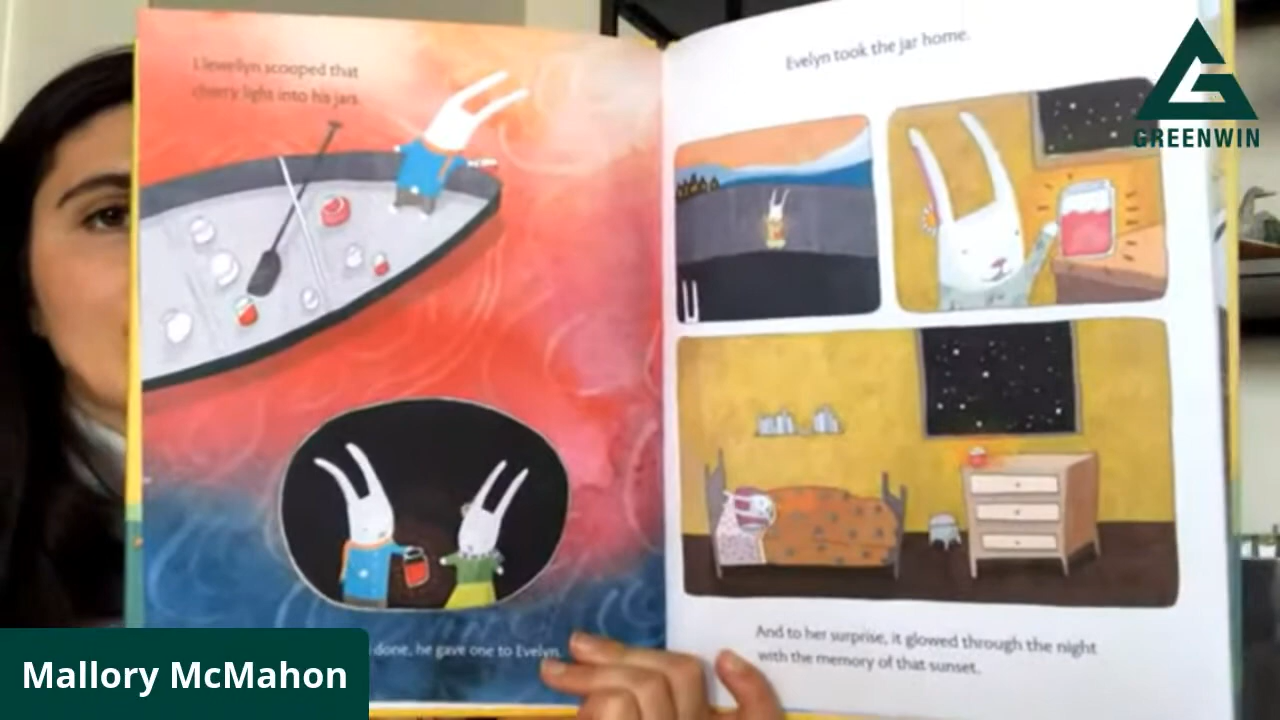 Llewellyn scooped that
cherry light into his jars.
done, he gave one to Evelyn.
Evelyn took the jar home.
And to her surprise, it glowed through the night
with the memory of that sunset.
GREENWIN
Mallory McMahon